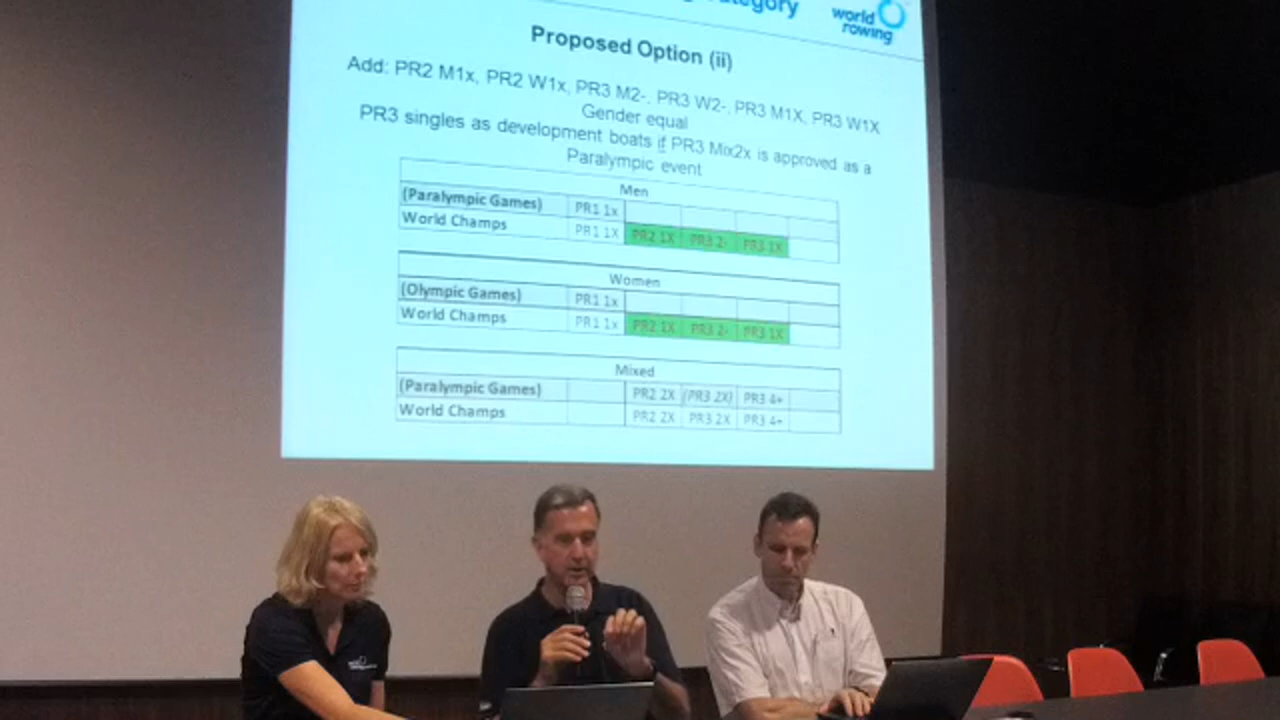 world
rowing
Proposed Option (ii)
Add: PR2 M1x, PR2 W1x, PR3 M2-, PR3 W2-, PR3 M1X, PR3 W1X
Gender equal
PR3 singles as development boats if PR3 Mix2x is approved as a
Paralympic event
Men
(Paralympic Games) PR1 1x
World Champs PR1 1X PR2 1X PR3 2- PR3 1X
Women
(Olympic Games) PR1 1x
World Champs PR1 1x PR2 1X PR3 2- PR3 1X
Mixed
(Paralympic Games) PR2 2X (PR3 2X) PR3 4+
World Champs PR2 2X PR3 2X PR3 4+